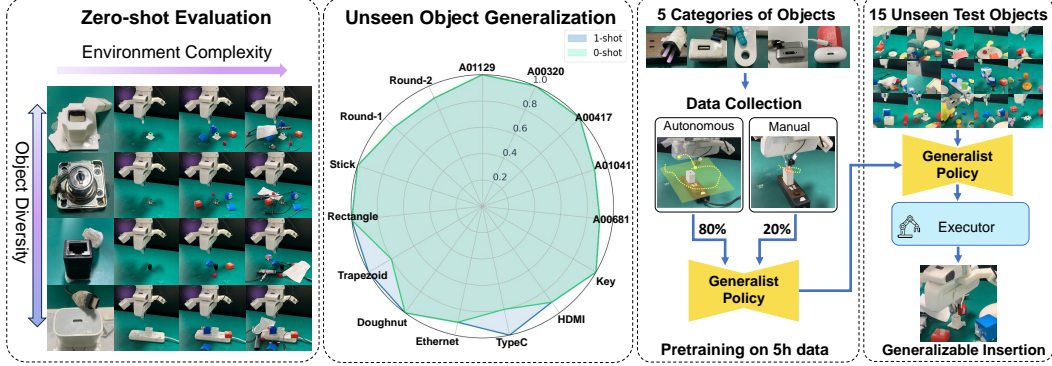 Zero-shot Evaluation
Environment Complexity
Object Diversity
Unseen Object Generalization
1-shot
0-shot
A01129
A00320
A00417
A01041
A00681
Key
HDMI
TypeC
Ethernet
Doughnut
Trapezoid
Rectangle
Stick
Round-1
Round-2
1.0
0.8
0.6
0.4
0.2
5 Categories of Objects
Data Collection
Autonomous
Manual
80%
20%
Generalist
Policy
Pretraining on 5h data
15 Unseen Test Objects
Generalist
Policy
Executor
Generalizable Insertion